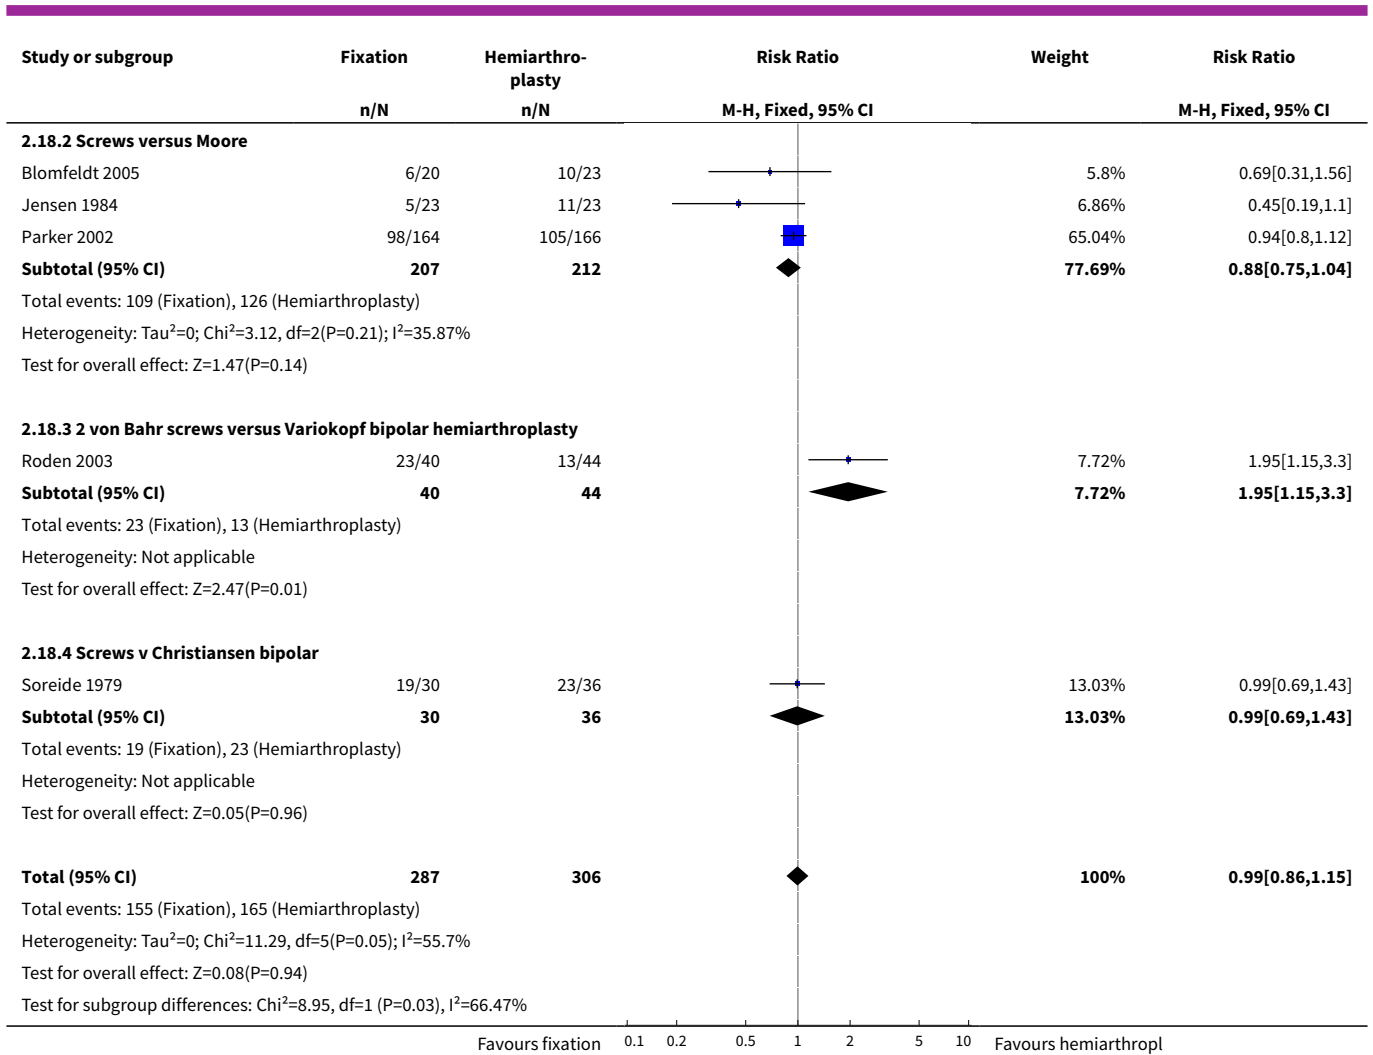 Study or subgroup Fixation Hemiarthro- Risk Ratio Weight Risk Ratio
plasty
n/N n/N M-H, Fixed, 95% CI M-H, Fixed, 95% CI
2.18.2 Screws versus Moore
Blomfeldt 2005 6/20 10/23 5.8% 0.69[0.31,1.56]
Jensen 1984 5/23 11/23 6.86% 0.45[0.19,1.1]
Parker 2002 98/164 105/166 65.04% 0.94[0.8,1.12]
Subtotal (95% CI) 207 212 77.69% 0.88[0.75,1.04]
Total events: 109 (Fixation), 126 (Hemiarthroplasty)
Heterogeneity: Tau²=0; Chi²=3.12, df=2(P=0.21); I²=35.87%
Test for overall effect: Z=1.47(P=0.14)
2.18.3 2 von Bahr screws versus Variokopf bipolar hemiarthroplasty
Roden 2003 23/40 13/44 7.72% 1.95[1.15,3.3]
Subtotal (95% CI) 40 44 7.72% 1.95[1.15,3.3]
Total events: 23 (Fixation), 13 (Hemiarthroplasty)
Heterogeneity: Not applicable
Test for overall effect: Z=2.47(P=0.01)
2.18.4 Screws v Christiansen bipolar
Soreide 1979 19/30 23/36 13.03% 0.99[0.69,1.43]
Subtotal (95% CI) 30 36 13.03% 0.99[0.69,1.43]
Total events: 19 (Fixation), 23 (Hemiarthroplasty)
Heterogeneity: Not applicable
Test for overall effect: Z=0.05(P=0.96)
Total (95% CI) 287 306 100% 0.99[0.86,1.15]
Total events: 155 (Fixation), 165 (Hemiarthroplasty)
Heterogeneity: Tau²=0; Chi²=11.29, df=5(P=0.05); I²=55.7%
Test for overall effect: Z=0.08(P=0.94)
Test for subgroup differences: Chi²=8.95, df=1 (P=0.03), I²=66.47%
Favours fixation 0.1 0.2 0.5 1 2 5 10 Favours hemiarthropl